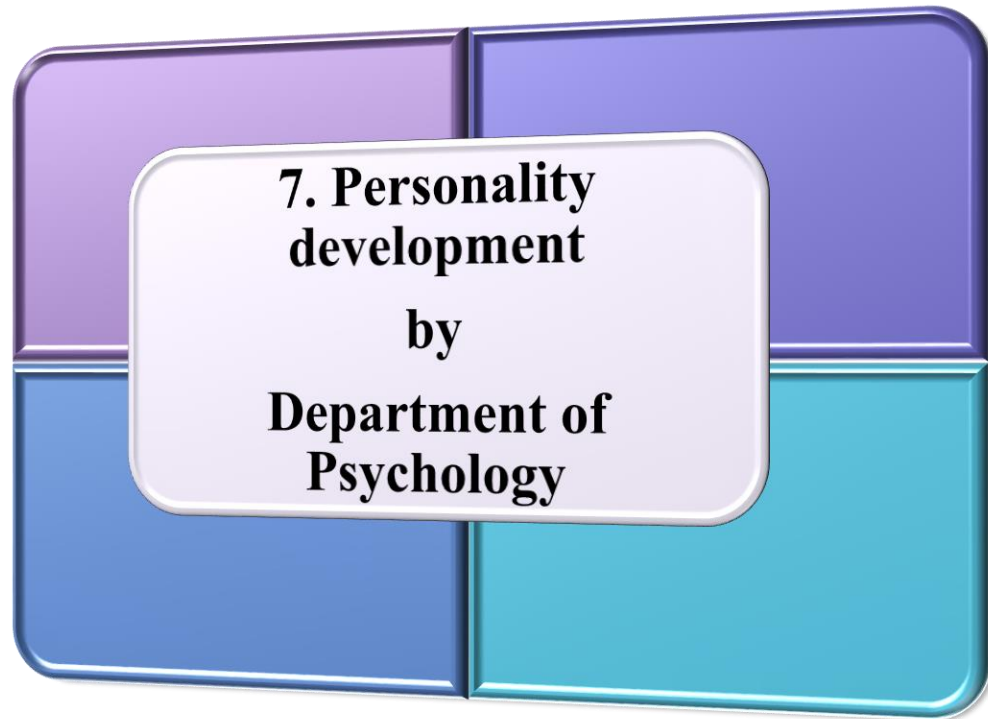 7. Personality
development
by
Department of
Psychology